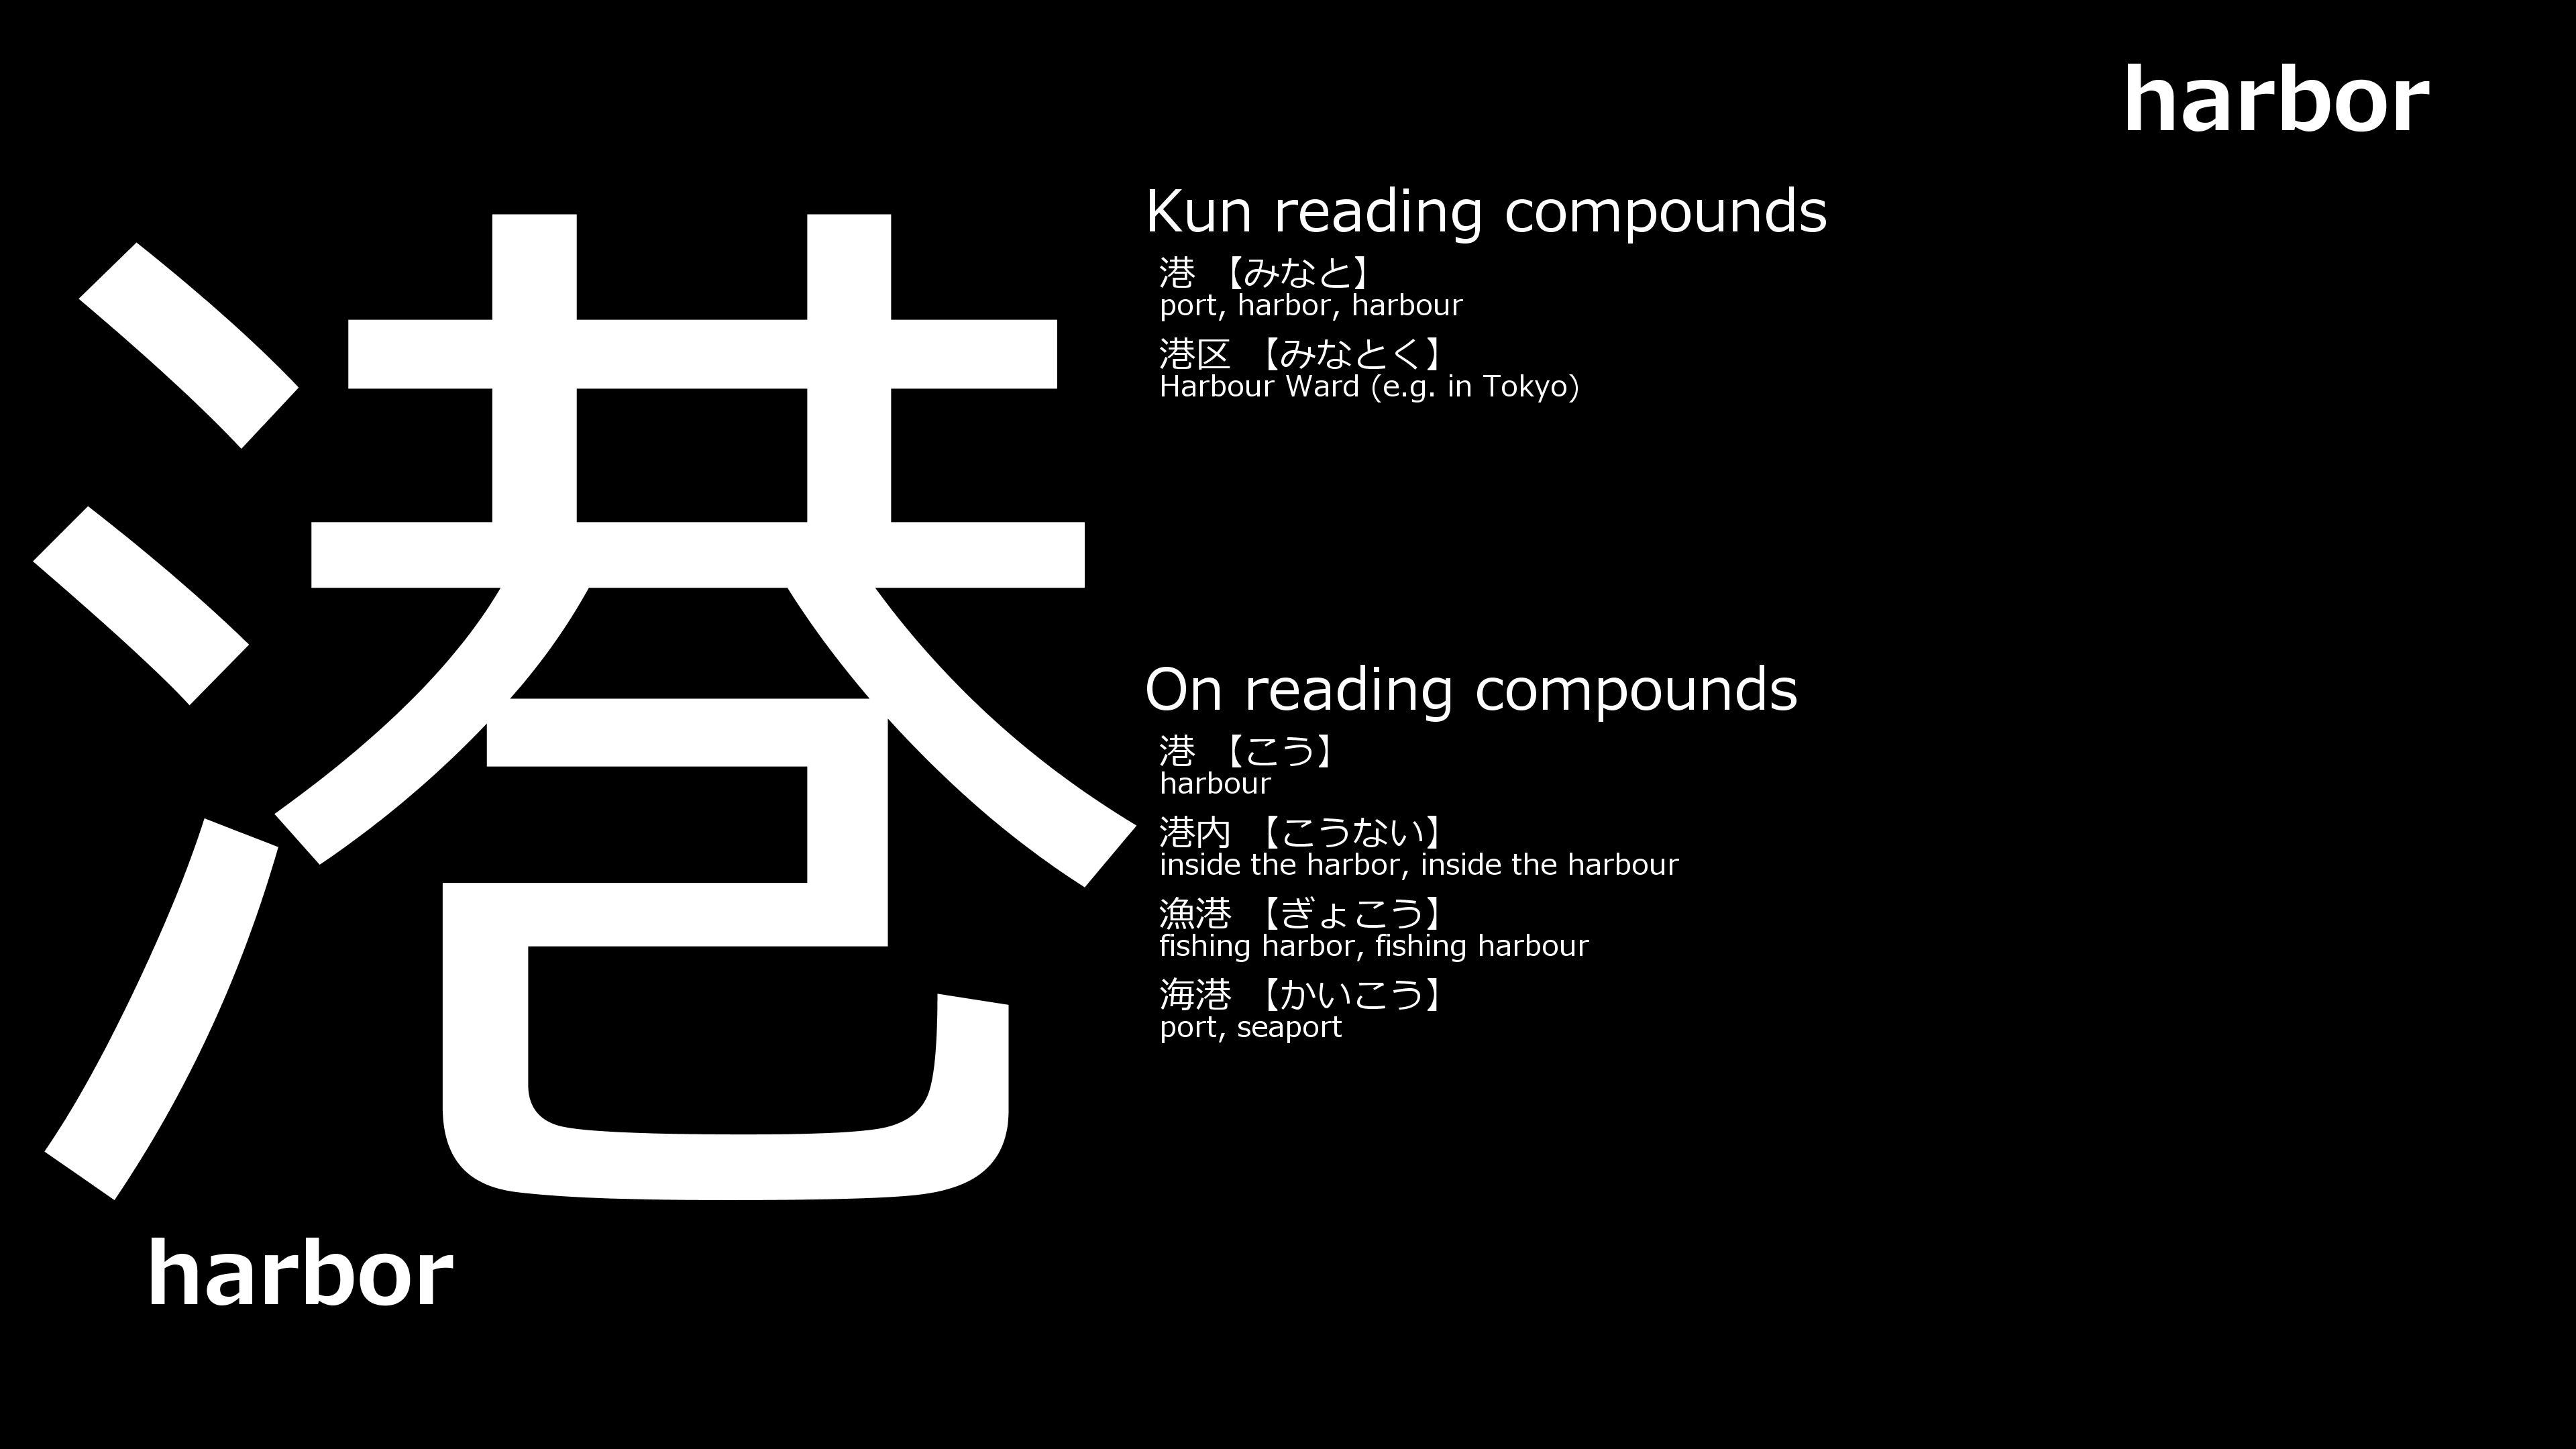 harbor
港
Kun reading compounds
港 【みなと】
port, harbor, harbour
港区 【みなとく】
Harbour Ward (e.g. in Tokyo)
On reading compounds
港 【こう】
harbour
港内 【こうない】
inside the harbor, inside the harbour
漁港 【ぎょこう】
fishing harbor, fishing harbour
海港 【かいこう】
port, seaport
harbor